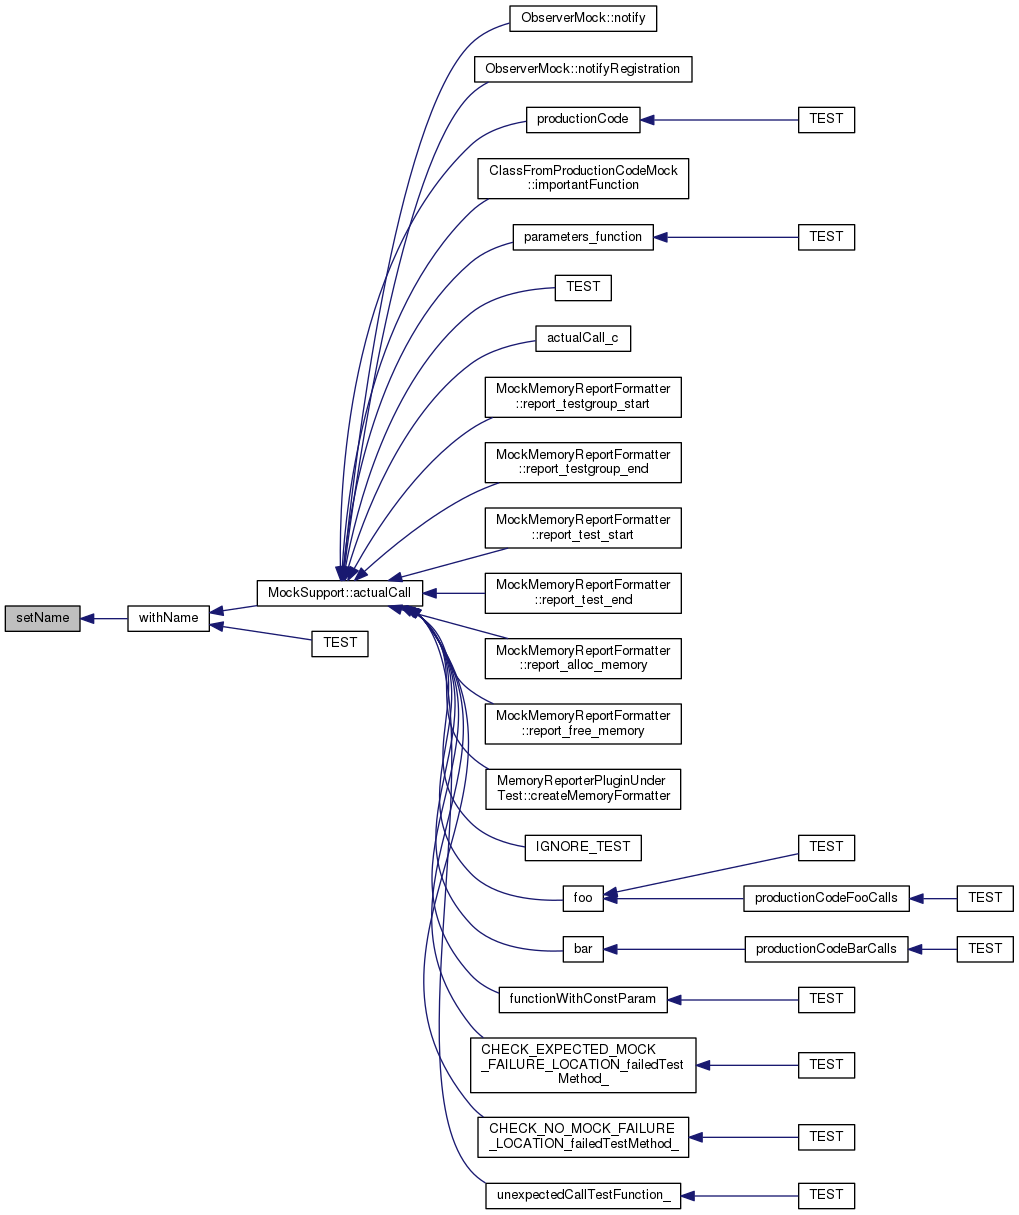 ObserverMock::notify
ObserverMock::notifyRegistration
productionCode
TEST
ClassFromProductionCodeMock
::importantFunction
parameters_function
TEST
TEST
actualCall_c
MockMemoryReportFormatter
::report_testgroup_start
MockMemoryReportFormatter
::report_testgroup_end
MockMemoryReportFormatter
::report_test_start
MockSupport::actualCall
MockMemoryReportFormatter
::report_test_end
setName
withName
TEST
MockMemoryReportFormatter
::report_alloc_memory
MockMemoryReportFormatter
::report_free_memory
MemoryReporterPluginUnder
Test::createMemoryFormatter
IGNORE_TEST
TEST
foo
productionCodeFooCalls
TEST
bar
productionCodeBarCalls
TEST
functionWithConstParam
TEST
CHECK_EXPECTED_MOCK
_FAILURE_LOCATION_failedTest
Method_
TEST
CHECK_NO_MOCK_FAILURE
_LOCATION_failedTestMethod_
TEST
unexpectedCallTestFunction_
TEST